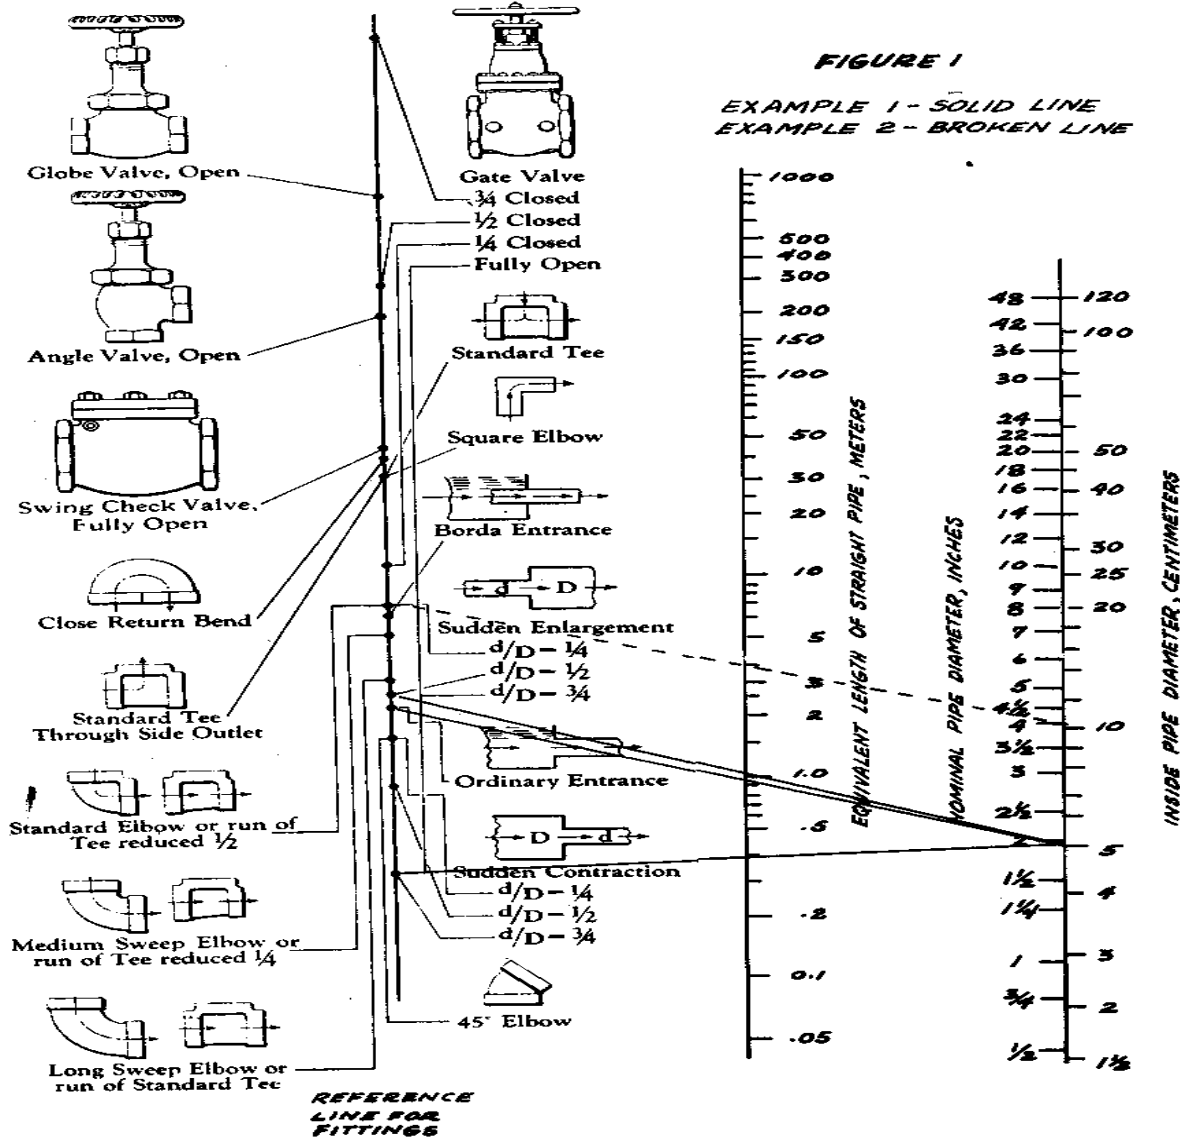 FIGURE 1
EXAMPLE 1 - SOLID LINE
EXAMPLE 2 - BROKEN LINE
Globe Valve, Open
Angle Valve, Open
Swing Check Valve,
Fully Open
Close Return Bend
Standard Tee
Through Side Outlet
Standard Elbow or run of
Tee reduced ½
Medium Sweep Elbow or
run of Tee reduced ¼
Long Sweep Elbow or
run of Standard Tee
REFERENCE
LINE FOR
FITTINGS
Gate Valve
¾ Closed
½ Closed
¼ Closed
Fully Open
Standard Tee
Square Elbow
Borda Entrance
d D
Sudden Enlargement
d/D – ¼
d/D – ½
d/D – ¾
Ordinary Entrance
D d
Sudden Contraction
d/D – ¼
d/D – ½
d/D – ¾
45° Elbow
1000
500
400
300
200
150
100
50
30
20
10
5
3
2
1.0
.5
.2
0.1
.05
EQUIVALENT LENGTH OF STRAIGHT PIPE, METERS
NOMINAL PIPE DIAMETER, INCHES
48
42
36
30
24
22
20
18
16
14
12
10
9
8
7
6
5
4½
4
3½
3
2½
2
1½
1¼
1
¾
½
120
100
50
40
30
25
20
10
5
4
3
2
1½
INSIDE PIPE DIAMETER, CENTIMETERS